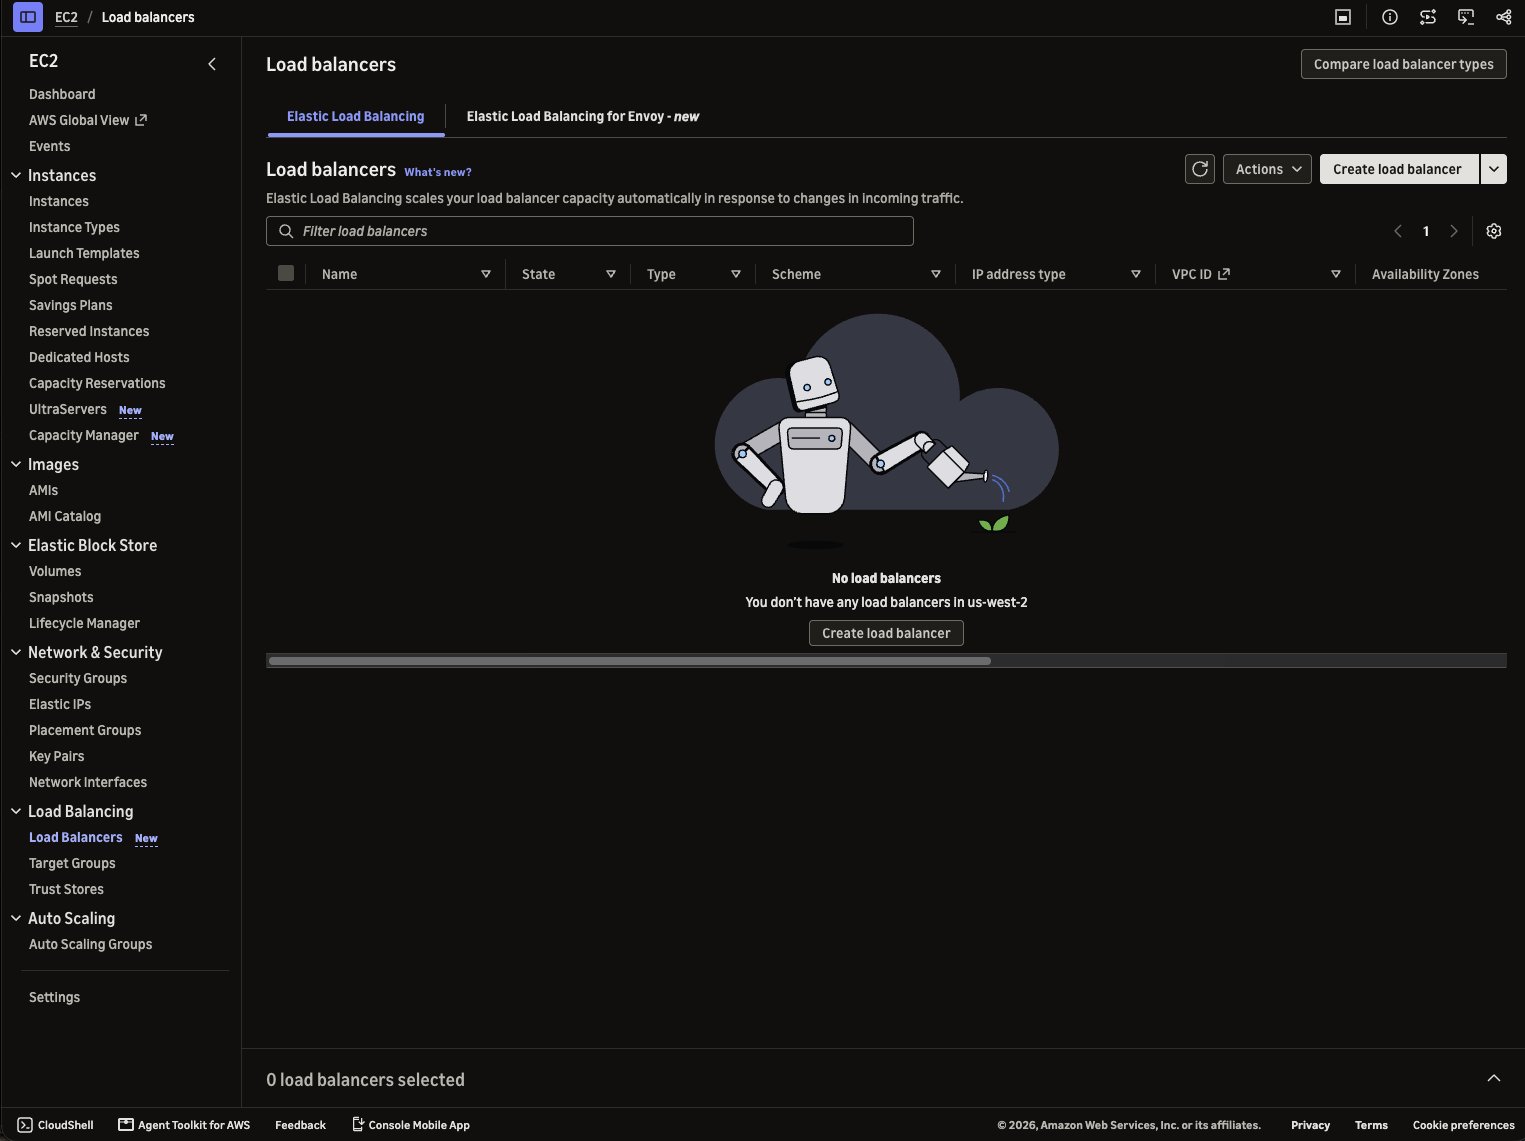 EC2 / Load balancers
EC2
Dashboard
AWS Global View
Events
Instances
Instances
Instance Types
Launch Templates
Spot Requests
Savings Plans
Reserved Instances
Dedicated Hosts
Capacity Reservations
UltraServers New
Capacity Manager New
Images
AMIs
AMI Catalog
Elastic Block Store
Volumes
Snapshots
Lifecycle Manager
Network & Security
Security Groups
Elastic IPs
Placement Groups
Key Pairs
Network Interfaces
Load Balancing
Load Balancers New
Target Groups
Trust Stores
Auto Scaling
Auto Scaling Groups
Settings
Load balancers
Compare load balancer types
Elastic Load Balancing
Elastic Load Balancing for Envoy - new
Load balancers What's new?
Actions
Create load balancer
Elastic Load Balancing scales your load balancer capacity automatically in response to changes in incoming traffic.
Filter load balancers
1
Name State Type Scheme IP address type VPC ID Availability Zones
No load balancers
You don't have any load balancers in us-west-2
Create load balancer
0 load balancers selected
CloudShell Agent Toolkit for AWS Feedback Console Mobile App © 2026, Amazon Web Services, Inc. or its affiliates. Privacy Terms Cookie preferences